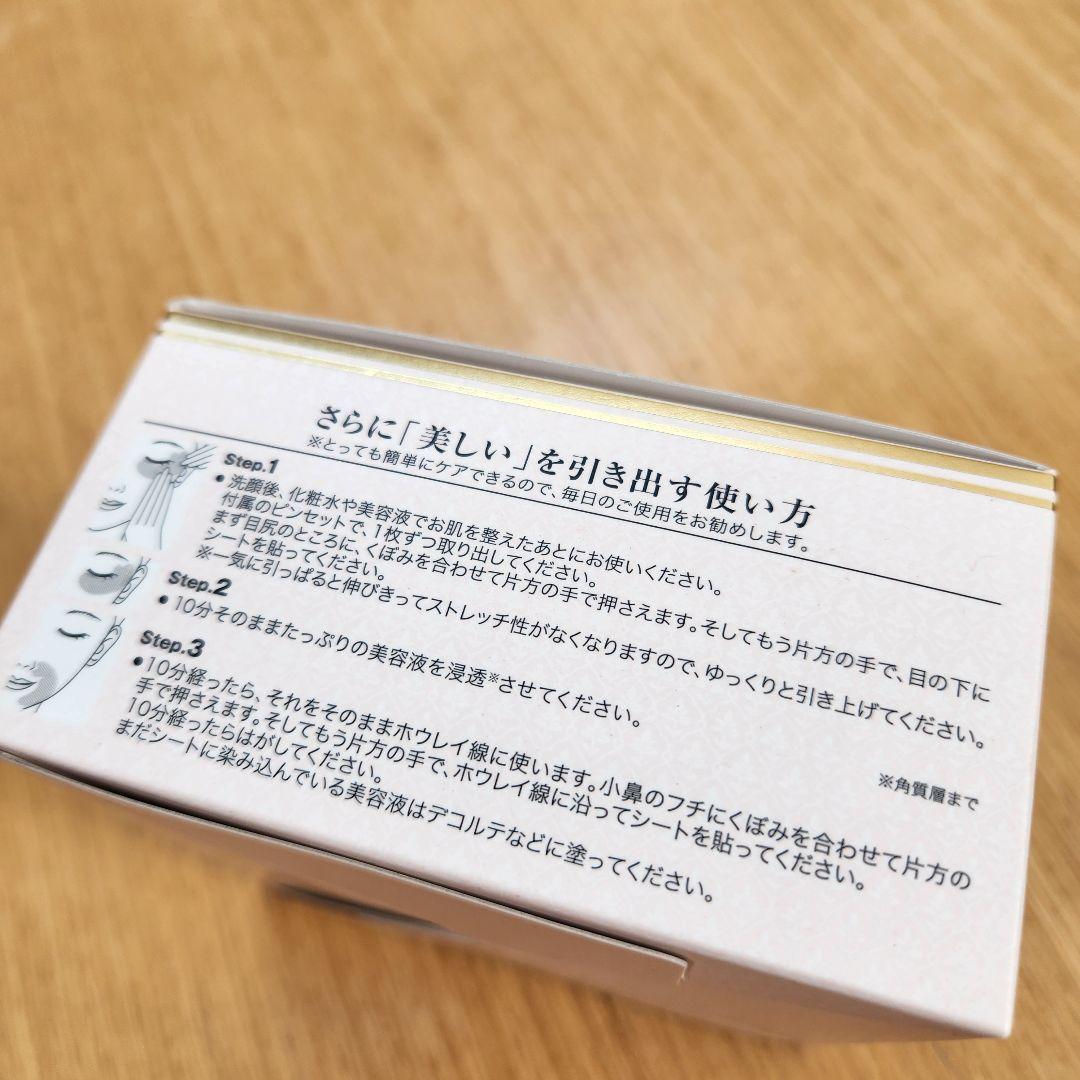 さらに「美しい」を引き出す使い方
※とっても簡単にケアできるので、毎日のご使用をお勧めします。
Step.1
●洗顔後、化粧水や美容液でお肌を整えたあとにお使いください。
付属のピンセットで、1枚ずつ取り出してください。
まず目尻のところに、くぼみを合わせて片方の手で押さえます。そしてもう片方の手で、目の下に
シートを貼ってください。
※一気に引っぱると伸びきってストレッチ性がなくなりますので、ゆっくりと引き上げてください。
Step.2
●10分そのままたっぷりの美容液を浸透※させてください。
※角質層まで
Step.3
●10分経ったら、それをそのままホウレイ線に使います。小鼻のフチにくぼみを合わせて片方の
手で押さえます。そしてもう片方の手で、ホウレイ線に沿ってシートを貼ってください。
10分経ったらはがしてください。
まだシートに染み込んでいる美容液はデコルテなどに塗ってください。